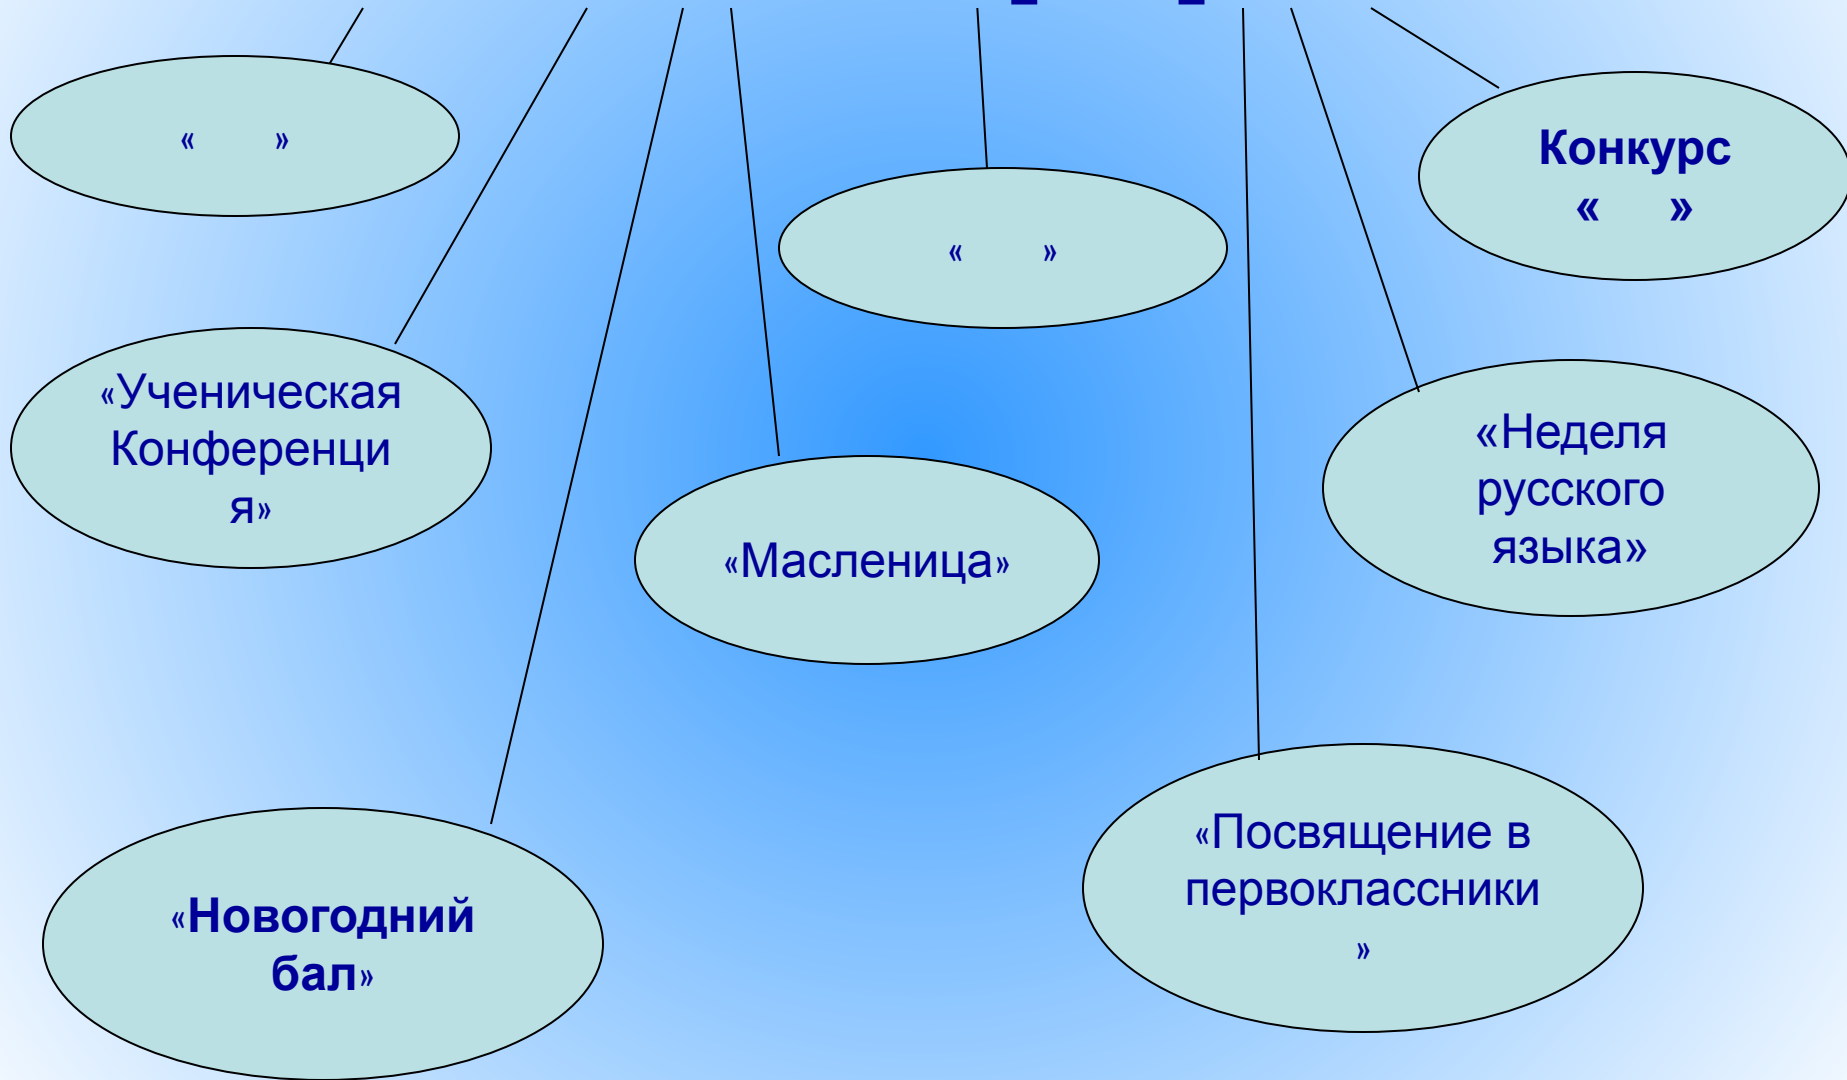 « »
Конкурс
« »
« »
«Ученическая
Конференци
я»
«Неделя
русского
языка»
«Масленица»
«Посвящение в
первоклассники
»
«Новогодний
бал»